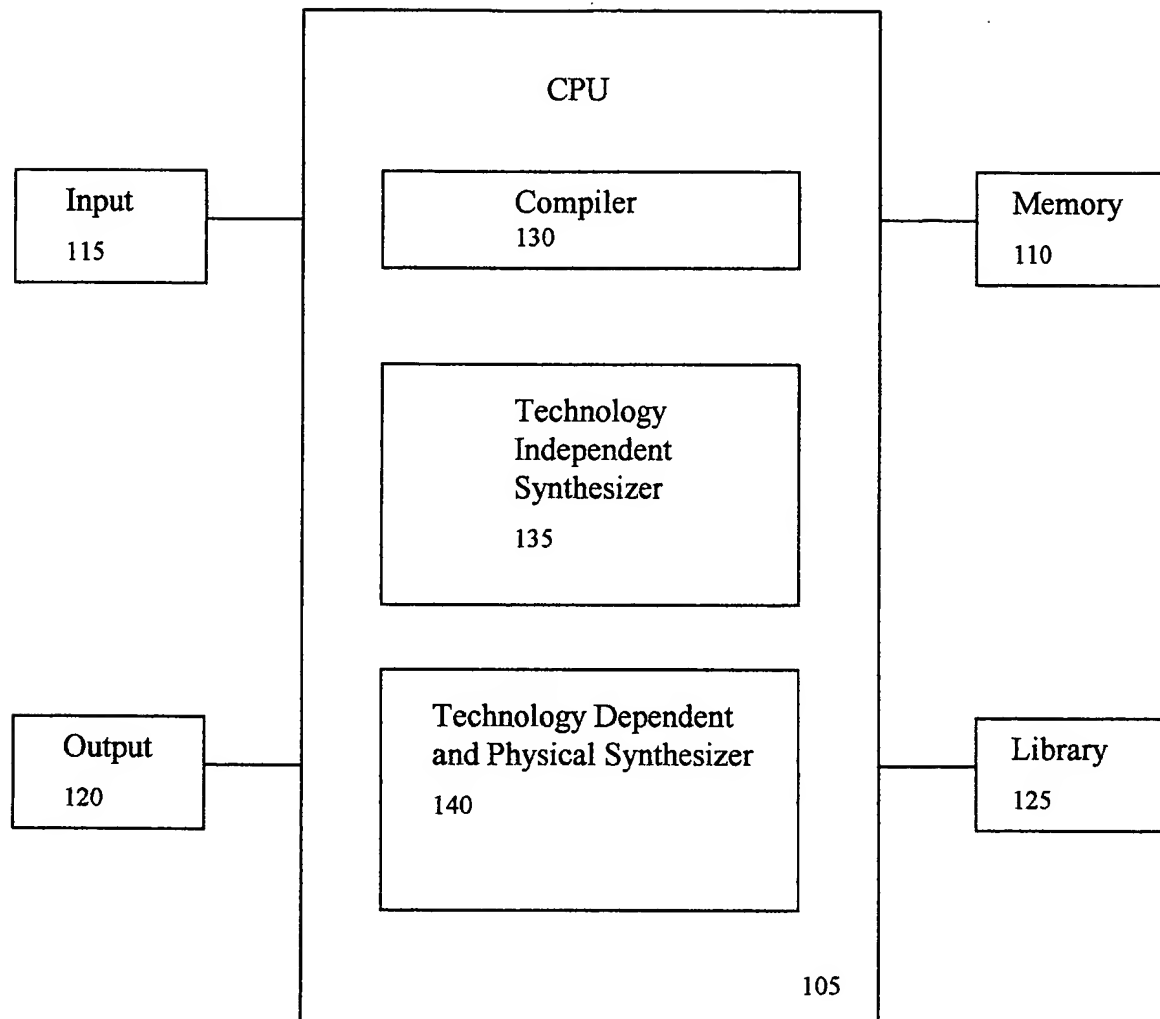 CPU
Input
115
Compiler
130
Memory
110
Technology
Independent
Synthesizer
135
Output
120
Technology Dependent
and Physical Synthesizer
140
Library
125
105